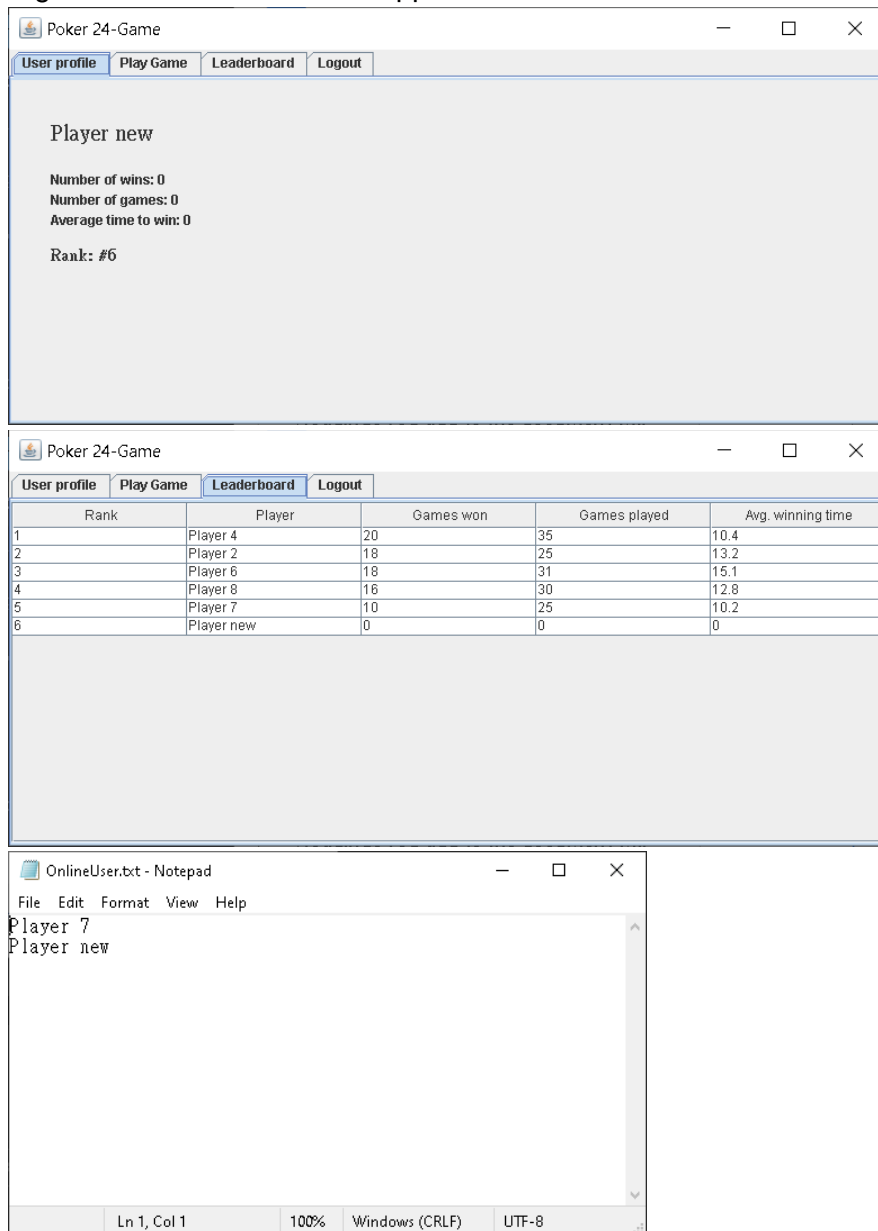 Poker 24-Game
User profile Play Game Leaderboard Logout
Player new
Number of wins: 0
Number of games: 0
Average time to win: 0
Rank: #6
Poker 24-Game
User profile Play Game Leaderboard Logout
Rank Player Games won Games played Avg. winning time
1 Player 4 20 35 10.4
2 Player 2 18 25 13.2
3 Player 6 18 31 15.1
4 Player 8 16 30 12.8
5 Player 7 10 25 10.2
6 Player new 0 0 0
OnlineUser.txt - Notepad
File Edit Format View Help
Player 7
Player new
Ln 1, Col 1 100% Windows (CRLF) UTF-8